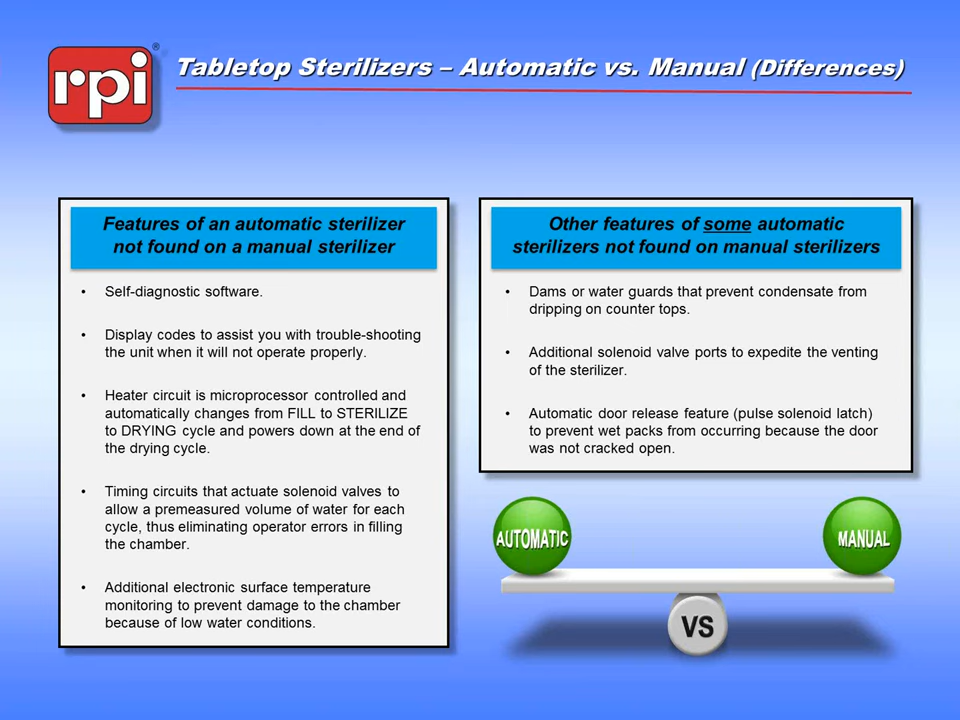 rpi®
Tabletop Sterilizers – Automatic vs. Manual (Differences)
Features of an automatic sterilizer
not found on a manual sterilizer
• Self-diagnostic software.
• Display codes to assist you with trouble-shooting
the unit when it will not operate properly.
• Heater circuit is microprocessor controlled and
automatically changes from FILL to STERILIZE
to DRYING cycle and powers down at the end of
the drying cycle.
• Timing circuits that actuate solenoid valves to
allow a premeasured volume of water for each
cycle, thus eliminating operator errors in filling
the chamber.
• Additional electronic surface temperature
monitoring to prevent damage to the chamber
because of low water conditions.
Other features of some automatic
sterilizers not found on manual sterilizers
• Dams or water guards that prevent condensate from
dripping on counter tops.
• Additional solenoid valve ports to expedite the venting
of the sterilizer.
• Automatic door release feature (pulse solenoid latch)
to prevent wet packs from occurring because the door
was not cracked open.
AUTOMATIC
MANUAL
VS